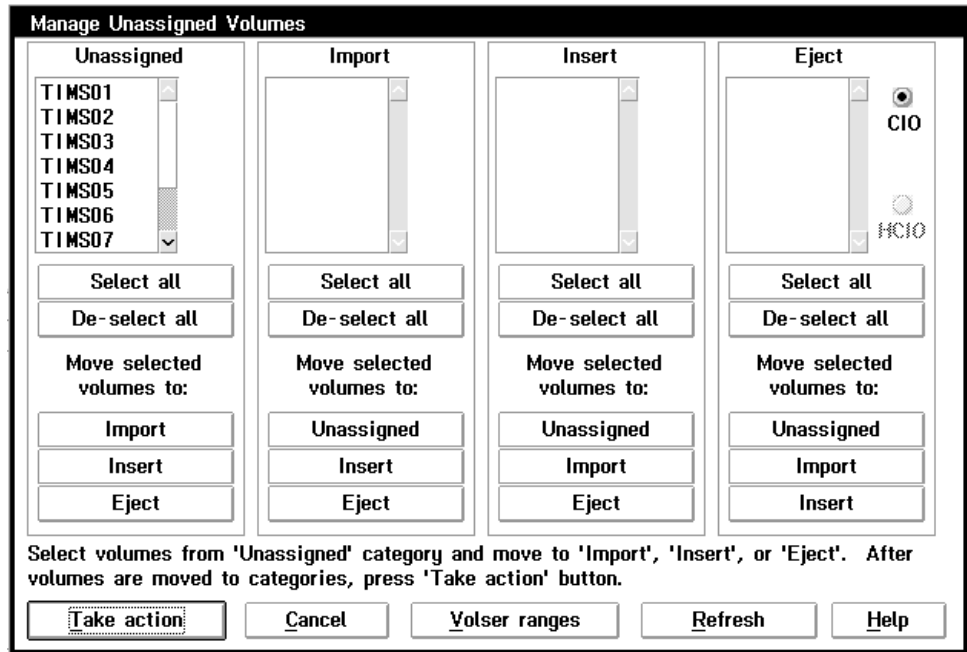 Manage Unassigned Volumes
Unassigned
TIMS01
TIMS02
TIMS03
TIMS04
TIMS05
TIMS06
TIMS07
Select all
De-select all
Move selected
volumes to:
Import
Insert
Eject
Import
Select all
De-select all
Move selected
volumes to:
Unassigned
Insert
Eject
Insert
Select all
De-select all
Move selected
volumes to:
Unassigned
Import
Eject
Eject
CIO
HCIO
Select all
De-select all
Move selected
volumes to:
Unassigned
Import
Insert
Select volumes from 'Unassigned' category and move to 'Import', 'Insert', or 'Eject'. After
volumes are moved to categories, press 'Take action' button.
Take action
Cancel
Volser ranges
Refresh
Help